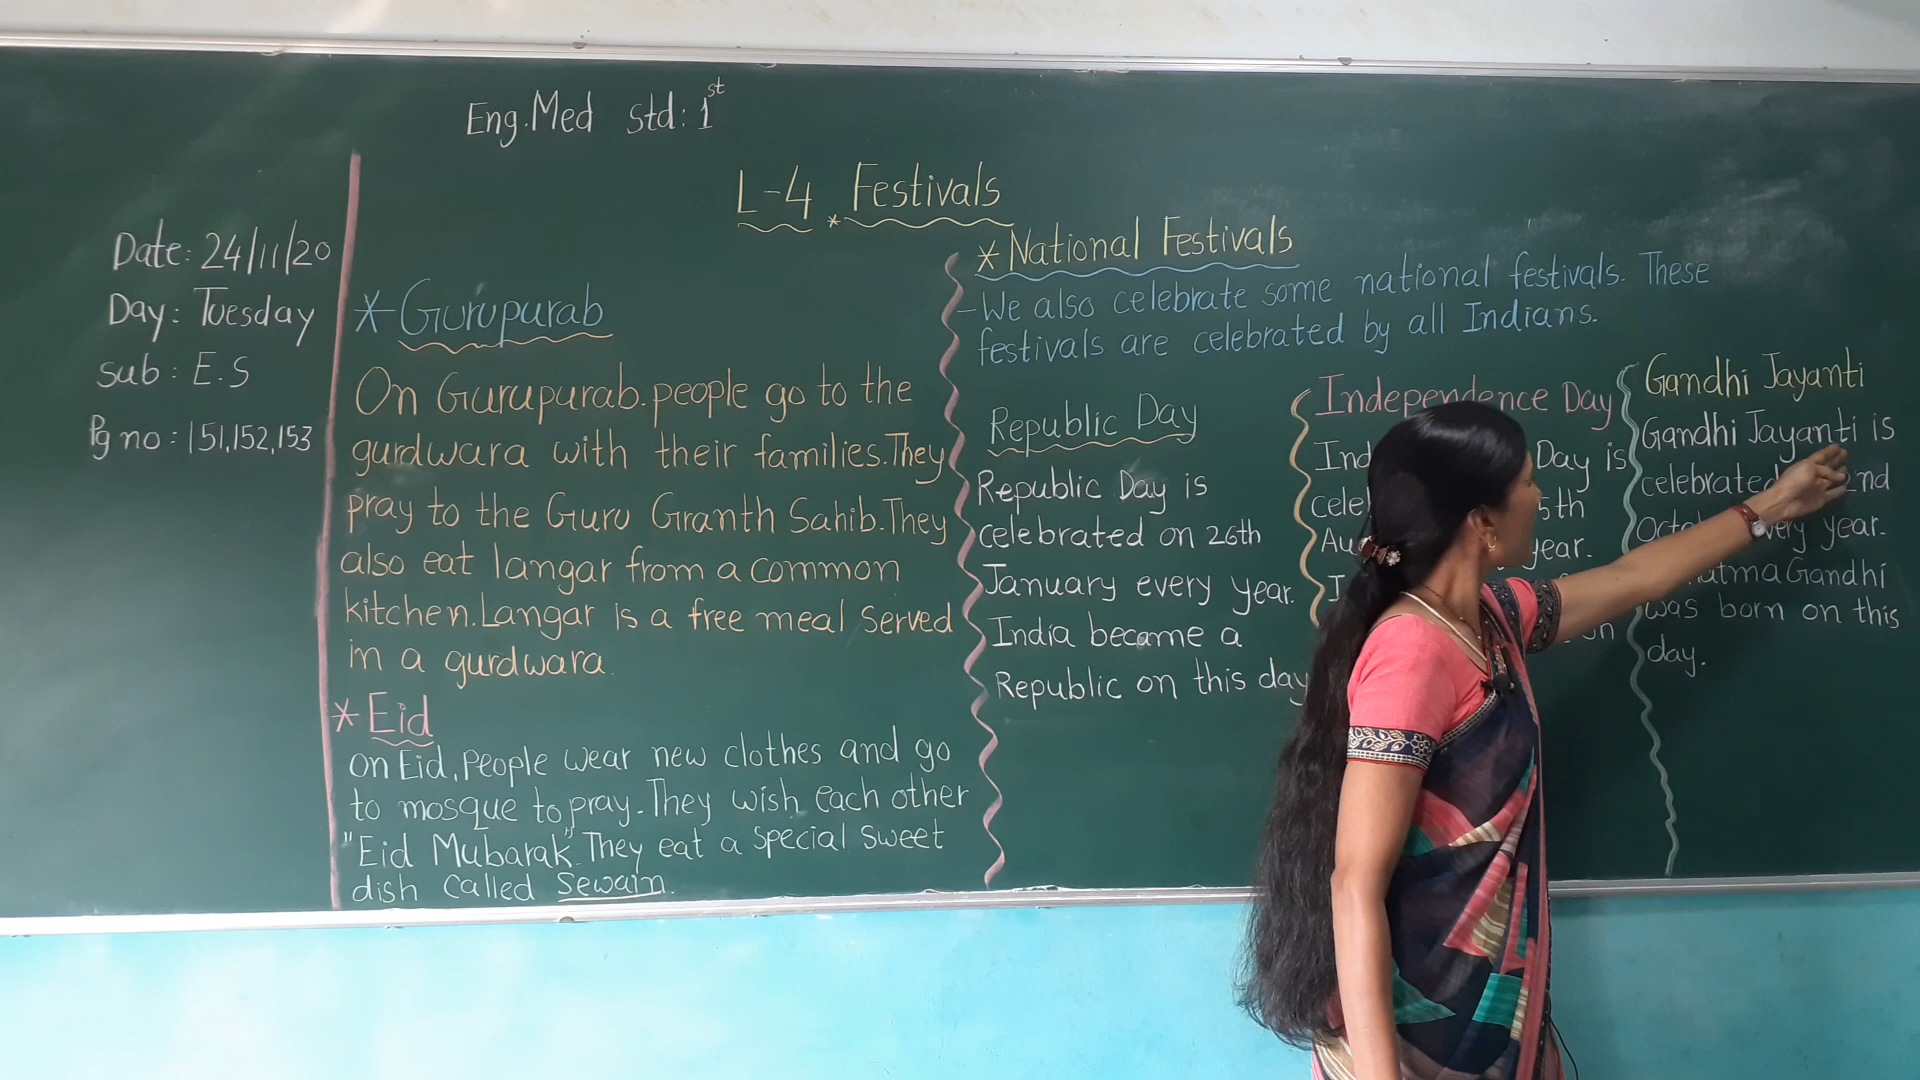 Eng.Med std: 1st
L-4 Festivals
Date: 24/11/20
Day: Tuesday
sub: E.S
Pg no: 151,152,153
*Gurupurab
On Gurupurab.people go to the
gurdwara with their families.They
pray to the Guru Granth Sahib.They
also eat langar from a common
kitchen.Langar is a free meal served
in a gurdwara.
*Eid
on Eid, People wear new clothes and go
to mosque to pray. They wish each other
"Eid Mubarak". They eat a special sweet
dish called Sewain.
*National Festivals
-We also celebrate some national festivals. These
festivals are celebrated by all Indians.
Republic Day
Republic Day is
celebrated on 26th
January every year.
India became a
Republic on this day
Independence Day
Day is
year.
Gandhi Jayanti
Gandhi Jayanti is
celebrated 2nd
year.
Gandhi
was born on this
day.